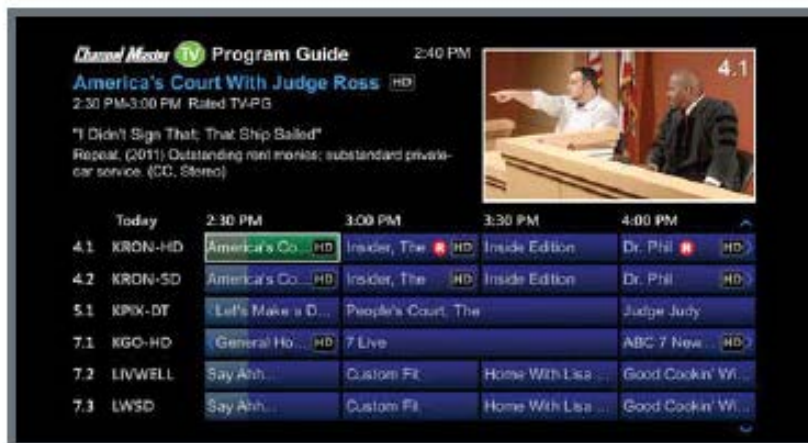 Channel Master TV Program Guide 2:40 PM
America's Court With Judge Ross HD
2:30 PM-3:00 PM Rated TV-PG
"I Didn't Sign That; That Ship Sailed"
Repeat, (2011) Outstanding rent monies; substandard private-
car service. (CC, Stereo)
4.1
Today 2:30 PM 3:00 PM 3:30 PM 4:00 PM
4.1 KRON-HD America's Co... HD Insider, The R HD Inside Edition Dr. Phil R HD
4.2 KRON-SD America's Co... HD Insider, The HD Inside Edition Dr. Phil HD
5.1 KPIX-DT Let's Make a D... People's Court, The Judge Judy
7.1 KGO-HD General Ho... HD 7 Live ABC 7 New... HD
7.2 LIVWELL Say Ahh... Custom Fit Home With Lisa ... Good Cookin' Wi...
7.3 LWSD Say Ahh... Custom Fit Home With Lisa ... Good Cookin' Wi...